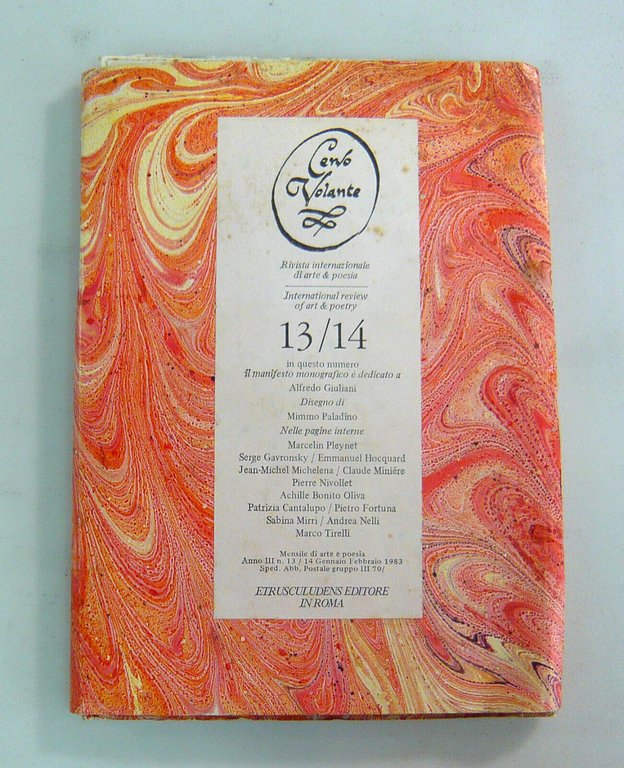 Cervo
Volante
Rivista internazionale
di arte & poesia
International review
of art & poetry
13/14
in questo numero
il manifesto monografico è dedicato a
Alfredo Giuliani
Disegno di
Mimmo Paladino
Nelle pagine interne
Marcelin Pleynet
Serge Gavronsky / Emmanuel Hocquard
Jean-Michel Michelena / Claude Miniére
Pierre Nivollet
Achille Bonito Oliva
Patrizia Cantalupo / Pietro Fortuna
Sabina Mirri / Andrea Nelli
Marco Tirelli
Mensile di arte e poesia
Anno III n. 13 / 14 Gennaio Febbraio 1983
Sped. Abb. Postale gruppo III 70/
ETRUSCULUDENS EDITORE
IN ROMA